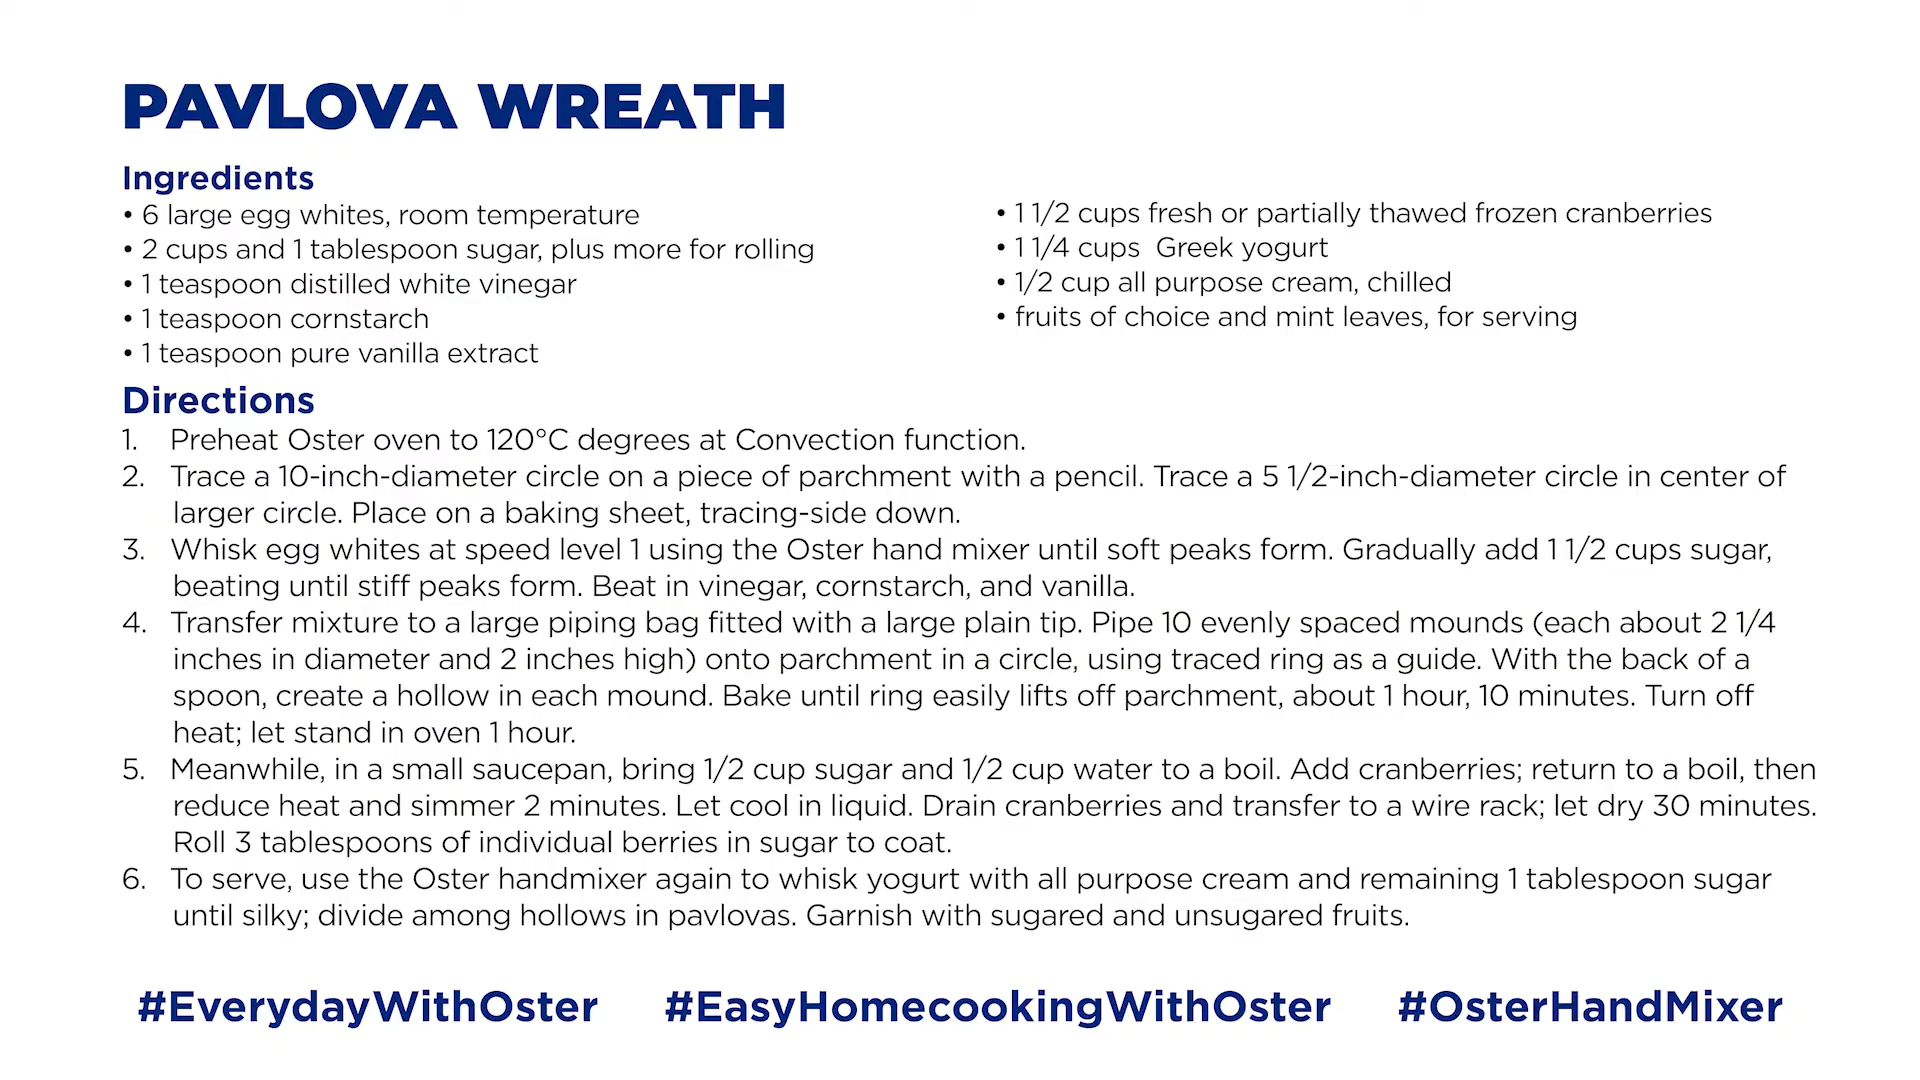 PAVLOVA WREATH
Ingredients
• 6 large egg whites, room temperature
• 2 cups and 1 tablespoon sugar, plus more for rolling
• 1 teaspoon distilled white vinegar
• 1 teaspoon cornstarch
• 1 teaspoon pure vanilla extract
• 1 1/2 cups fresh or partially thawed frozen cranberries
• 1 1/4 cups  Greek yogurt
• 1/2 cup all purpose cream, chilled
• fruits of choice and mint leaves, for serving
Directions
1. Preheat Oster oven to 120°C degrees at Convection function.
2. Trace a 10-inch-diameter circle on a piece of parchment with a pencil. Trace a 5 1/2-inch-diameter circle in center of
larger circle. Place on a baking sheet, tracing-side down.
3. Whisk egg whites at speed level 1 using the Oster hand mixer until soft peaks form. Gradually add 1 1/2 cups sugar,
beating until stiff peaks form. Beat in vinegar, cornstarch, and vanilla.
4. Transfer mixture to a large piping bag fitted with a large plain tip. Pipe 10 evenly spaced mounds (each about 2 1/4
inches in diameter and 2 inches high) onto parchment in a circle, using traced ring as a guide. With the back of a
spoon, create a hollow in each mound. Bake until ring easily lifts off parchment, about 1 hour, 10 minutes. Turn off
heat; let stand in oven 1 hour.
5. Meanwhile, in a small saucepan, bring 1/2 cup sugar and 1/2 cup water to a boil. Add cranberries; return to a boil, then
reduce heat and simmer 2 minutes. Let cool in liquid. Drain cranberries and transfer to a wire rack; let dry 30 minutes.
Roll 3 tablespoons of individual berries in sugar to coat.
6. To serve, use the Oster handmixer again to whisk yogurt with all purpose cream and remaining 1 tablespoon sugar
until silky; divide among hollows in pavlovas. Garnish with sugared and unsugared fruits.
#EverydayWithOster #EasyHomecookingWithOster #OsterHandMixer